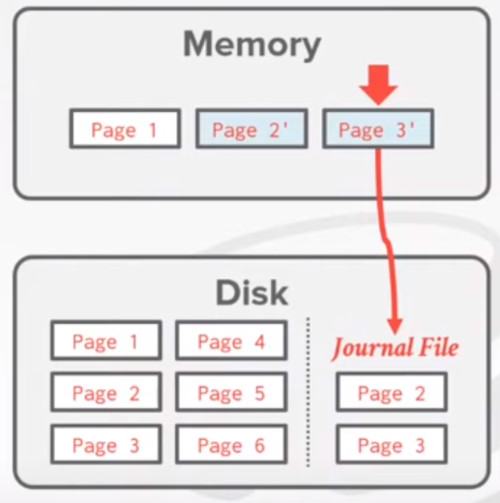 Memory
Page 1 Page 2' Page 3'
Disk
Page 1 Page 4 Journal File
Page 2 Page 5 Page 2
Page 3 Page 6 Page 3